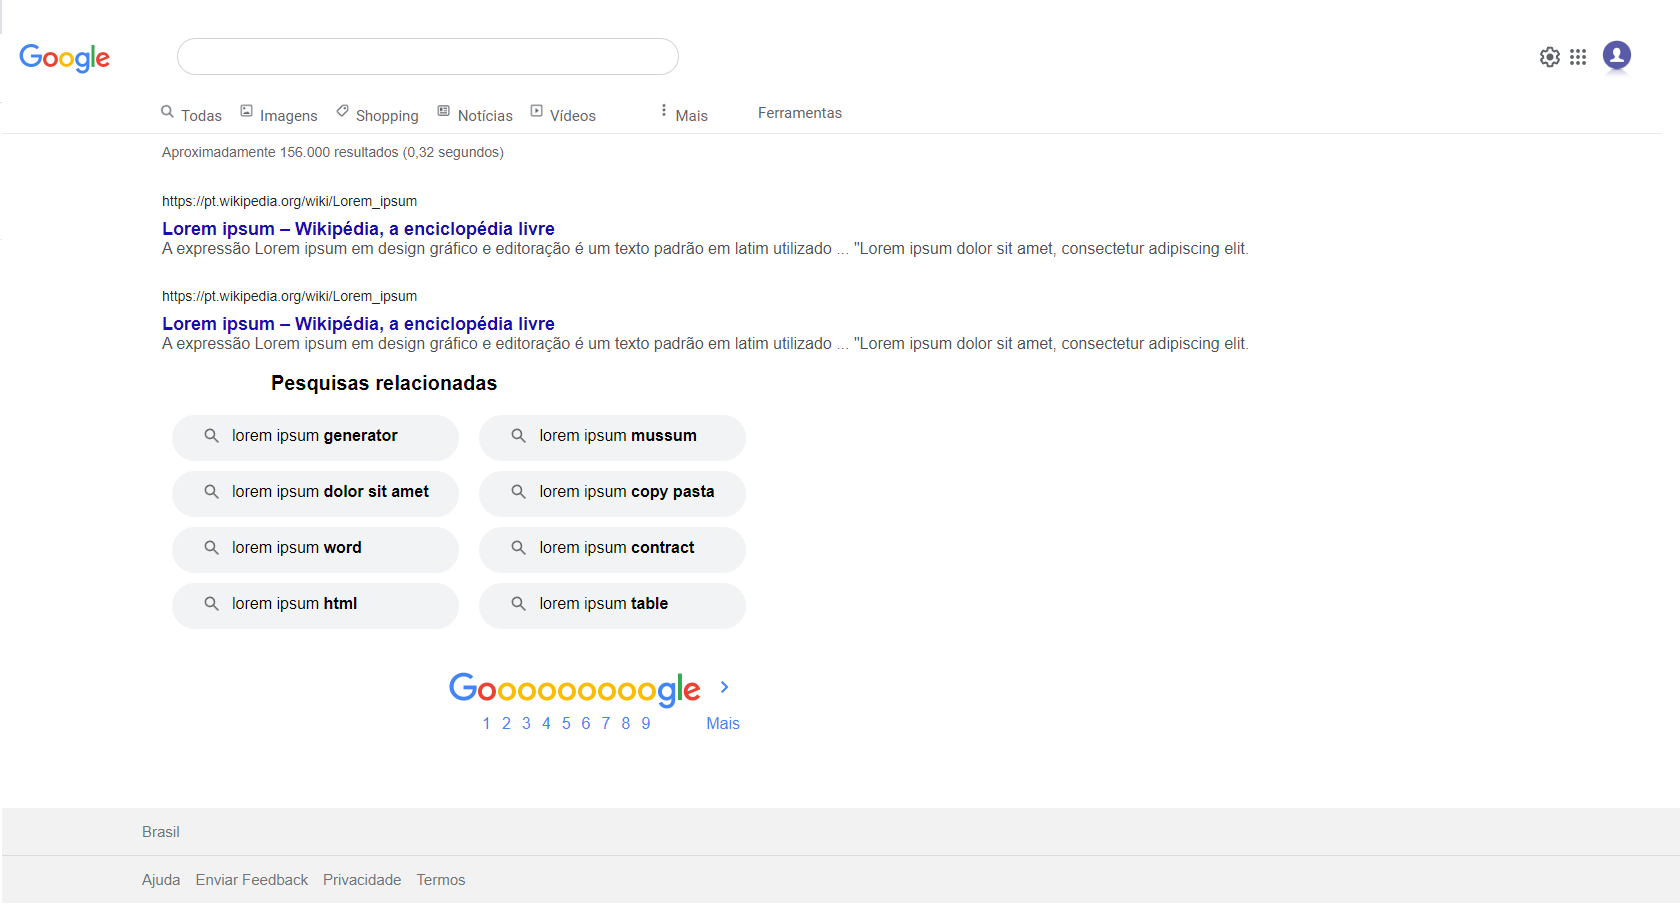 Google
Todas Imagens Shopping Notícias Vídeos Mais Ferramentas
Aproximadamente 156.000 resultados (0,32 segundos)
https://pt.wikipedia.org/wiki/Lorem_ipsum
Lorem ipsum – Wikipédia, a enciclopédia livre
A expressão Lorem ipsum em design gráfico e editoração é um texto padrão em latim utilizado ... "Lorem ipsum dolor sit amet, consectetur adipiscing elit.
https://pt.wikipedia.org/wiki/Lorem_ipsum
Lorem ipsum – Wikipédia, a enciclopédia livre
A expressão Lorem ipsum em design gráfico e editoração é um texto padrão em latim utilizado ... "Lorem ipsum dolor sit amet, consectetur adipiscing elit.
Pesquisas relacionadas
lorem ipsum generator lorem ipsum mussum
lorem ipsum dolor sit amet lorem ipsum copy pasta
lorem ipsum word lorem ipsum contract
lorem ipsum html lorem ipsum table
Gooooooooogle
1 2 3 4 5 6 7 8 9 Mais
Brasil
Ajuda Enviar Feedback Privacidade Termos